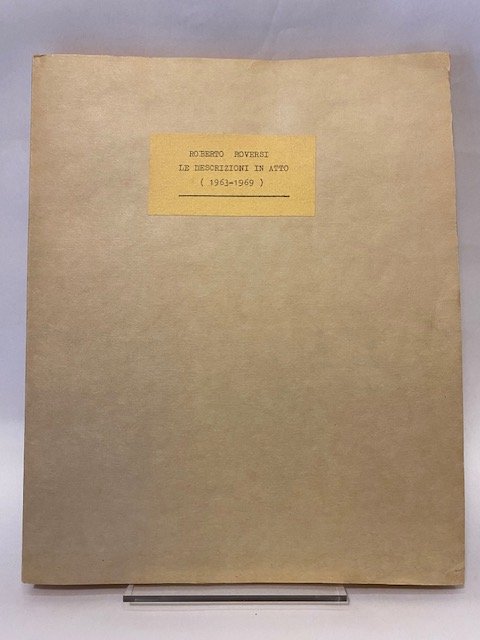 ROBERTO ROVERSI
LE DESCRIZIONI IN ATTO
( 1963-1969 )